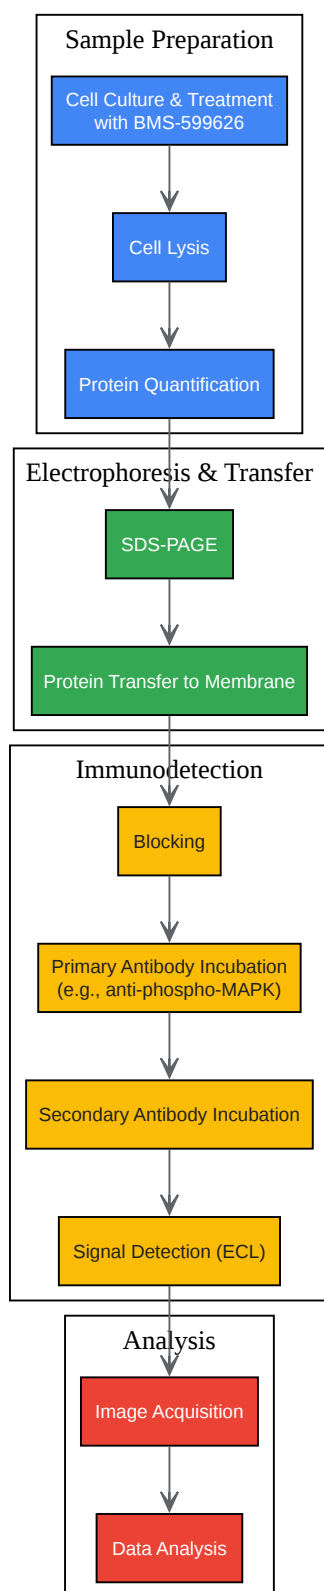 Sample Preparation
Cell Culture & Treatment
with BMS-599626
Cell Lysis
Protein Quantification
Electrophoresis & Transfer
SDS-PAGE
Protein Transfer to Membrane
Immunodetection
Blocking
Primary Antibody Incubation
(e.g., anti-phospho-MAPK)
Secondary Antibody Incubation
Signal Detection (ECL)
Analysis
Image Acquisition
Data Analysis